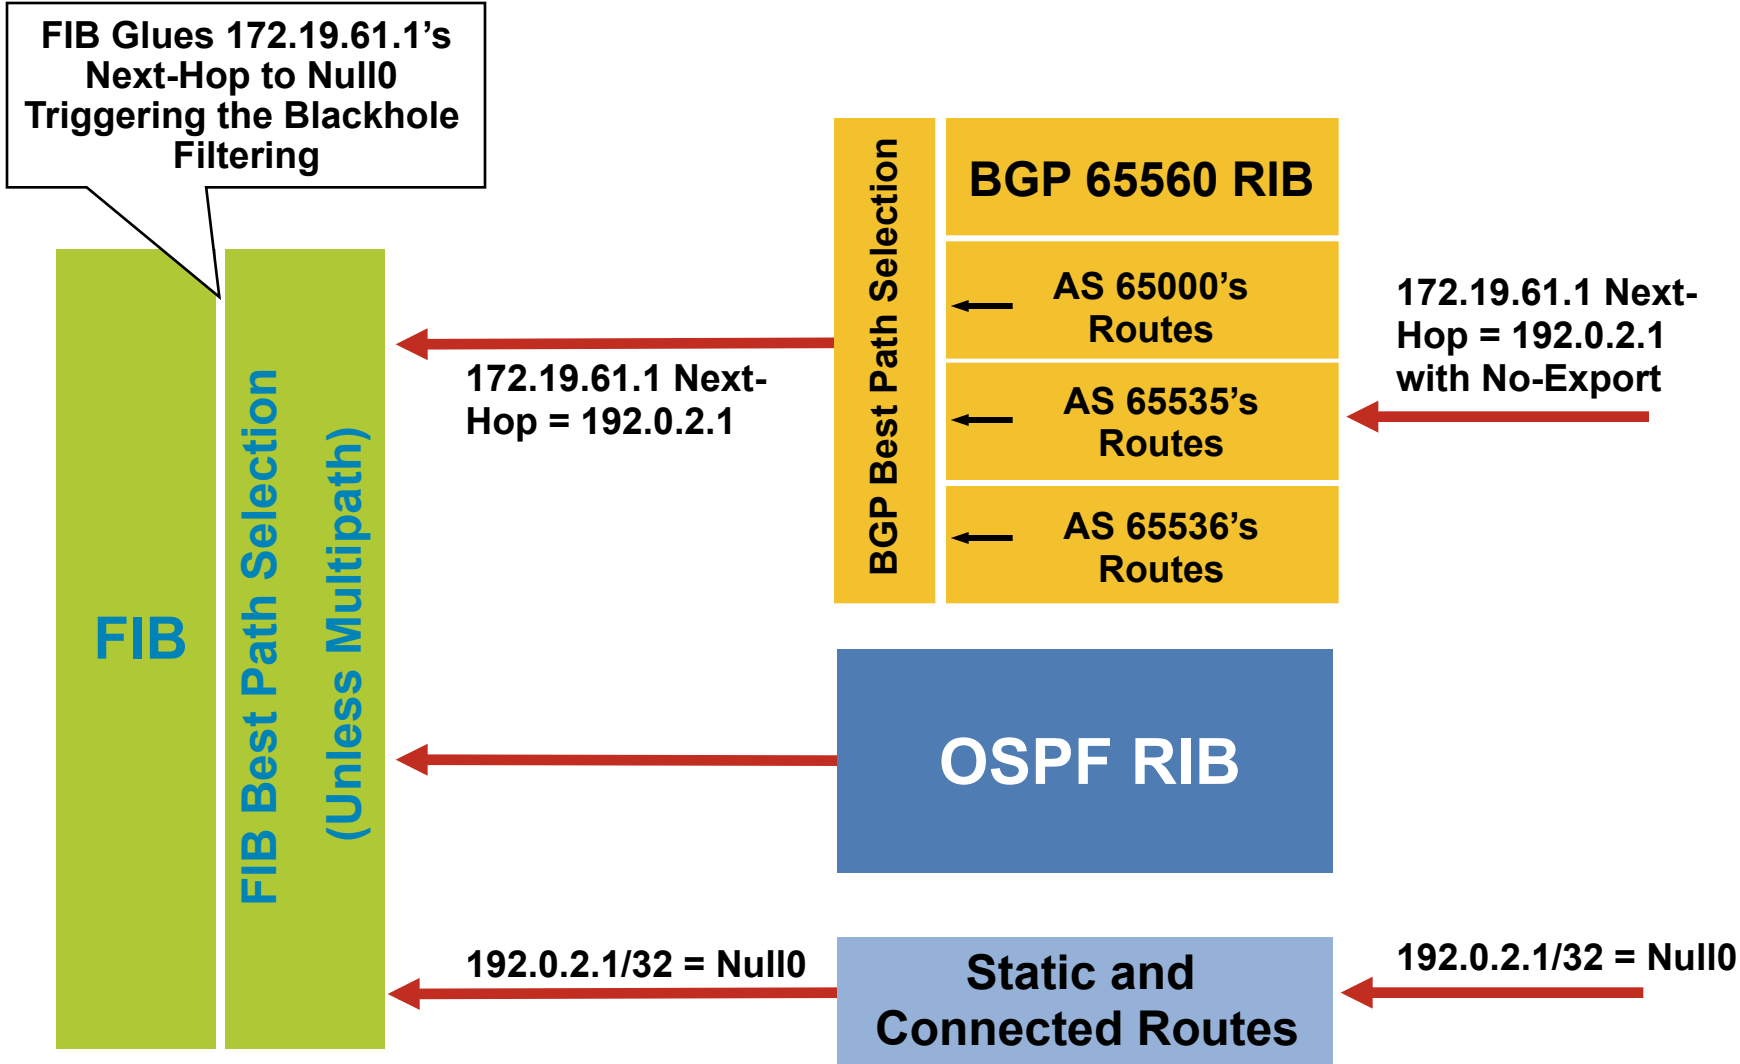 FIB Glues 172.19.61.1’s
Next-Hop to Null0
Triggering the Blackhole
Filtering
FIB
FIB Best Path Selection
(Unless Multipath)
172.19.61.1 Next-
Hop = 192.0.2.1
BGP Best Path Selection
BGP 65560 RIB
AS 65000’s
Routes
AS 65535’s
Routes
AS 65536’s
Routes
172.19.61.1 Next-
Hop = 192.0.2.1
with No-Export
OSPF RIB
192.0.2.1/32 = Null0
Static and
Connected Routes
192.0.2.1/32 = Null0